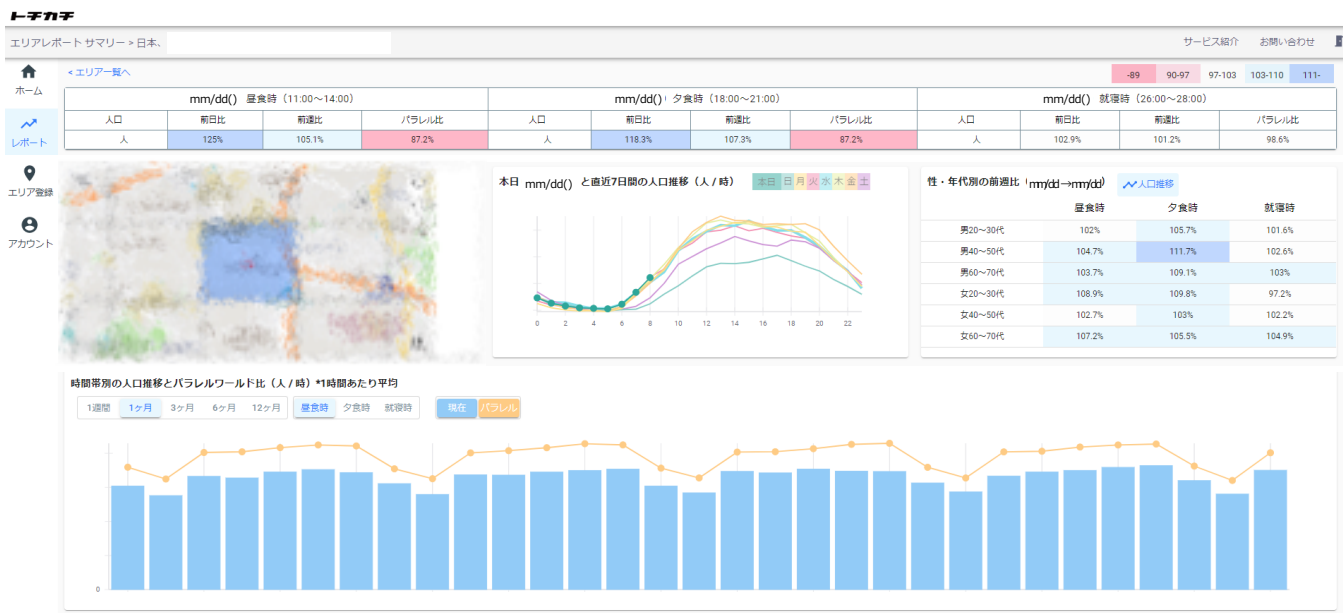 トチカチ
エリアレポート サマリー > 日本、
サービス紹介 お問い合わせ
ホーム
レポート
エリア登録
アカウント
< エリア一覧へ
-89 90-97 97-103 103-110 111-
mm/dd() 昼食時（11:00～14:00） mm/dd() 夕食時（18:00～21:00） mm/dd() 就寝時（26:00～28:00）
人口 前日比 前週比 パラレル比 人口 前日比 前週比 パラレル比 人口 前日比 前週比 パラレル比
人 125% 105.1% 87.2% 人 118.3% 107.3% 87.2% 人 102.9% 101.2% 98.6%
本日 mm/dd() と直近7日間の人口推移（人 / 時） 本日 日 月 火 水 木 金 土
0 2 4 6 8 10 12 14 16 18 20 22
性・年代別の前週比（mm/dd→mm/dd） 人口推移
昼食時 夕食時 就寝時
男20～30代 102% 105.7% 101.6%
男40～50代 104.7% 111.7% 102.6%
男60～70代 103.7% 109.1% 103%
女20～30代 108.9% 109.8% 97.2%
女40～50代 102.7% 103% 102.2%
女60～70代 107.2% 105.5% 104.9%
時間帯別の人口推移とパラレルワールド比（人 / 時）*1時間あたり平均
1週間 1ヶ月 3ヶ月 6ヶ月 12ヶ月 昼食時 夕食時 就寝時 現在 パラレル
0